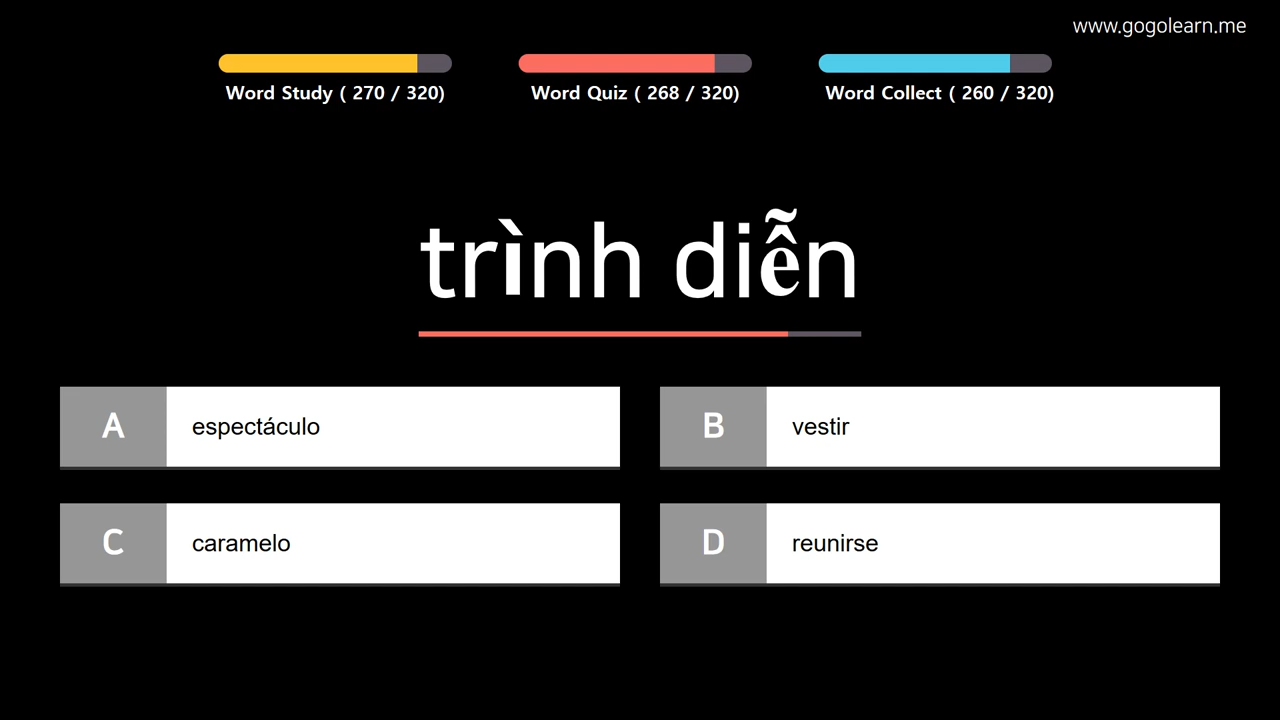 www.gogolearn.me
Word Study ( 270 / 320)
Word Quiz ( 268 / 320)
Word Collect ( 260 / 320)
trình diễn
A espectáculo
B vestir
C caramelo
D reunirse